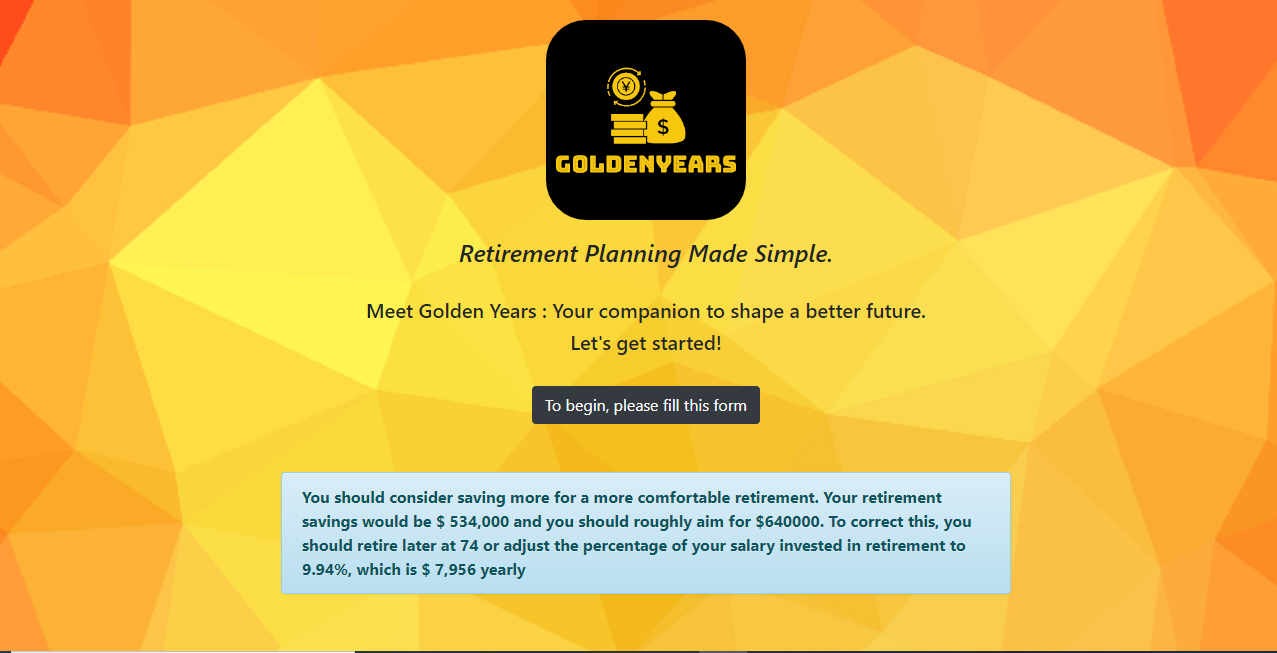 ¥
$
GOLDENYEARS
Retirement Planning Made Simple.
Meet Golden Years : Your companion to shape a better future.
Let's get started!
To begin, please fill this form
You should consider saving more for a more comfortable retirement. Your retirement
savings would be $ 534,000 and you should roughly aim for $640000. To correct this, you
should retire later at 74 or adjust the percentage of your salary invested in retirement to
9.94%, which is $ 7,956 yearly